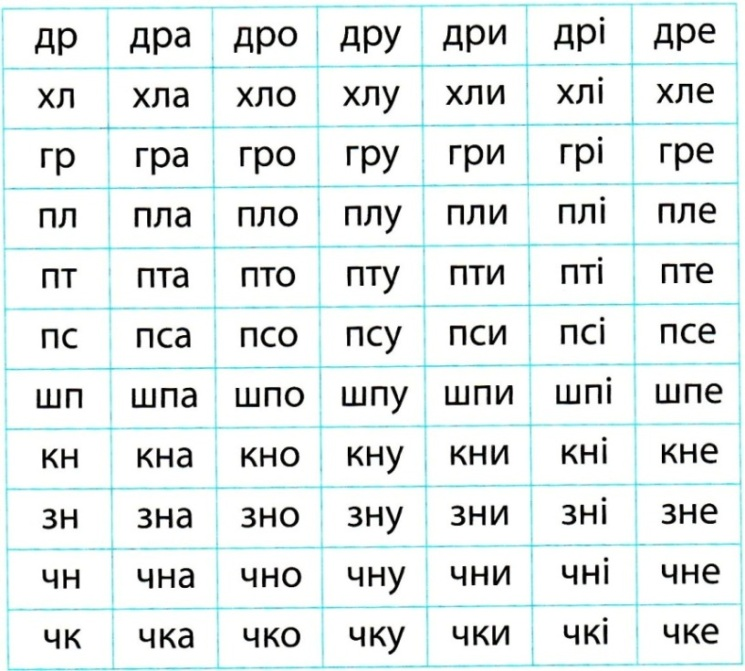 др дра дро дру дри дрі дре
хл хла хло хлу хли хлі хле
гр гра гро гру гри грі гре
пл пла пло плу пли плі пле
пт пта пто пту пти пті пте
пс пса псо псу пси псі псе
шп шпа шпо шпу шпи шпі шпе
кн кна кно кну кни кні кне
зн зна зно зну зни зні зне
чн чна чно чну чни чні чне
чк чка чко чку чки чкі чке